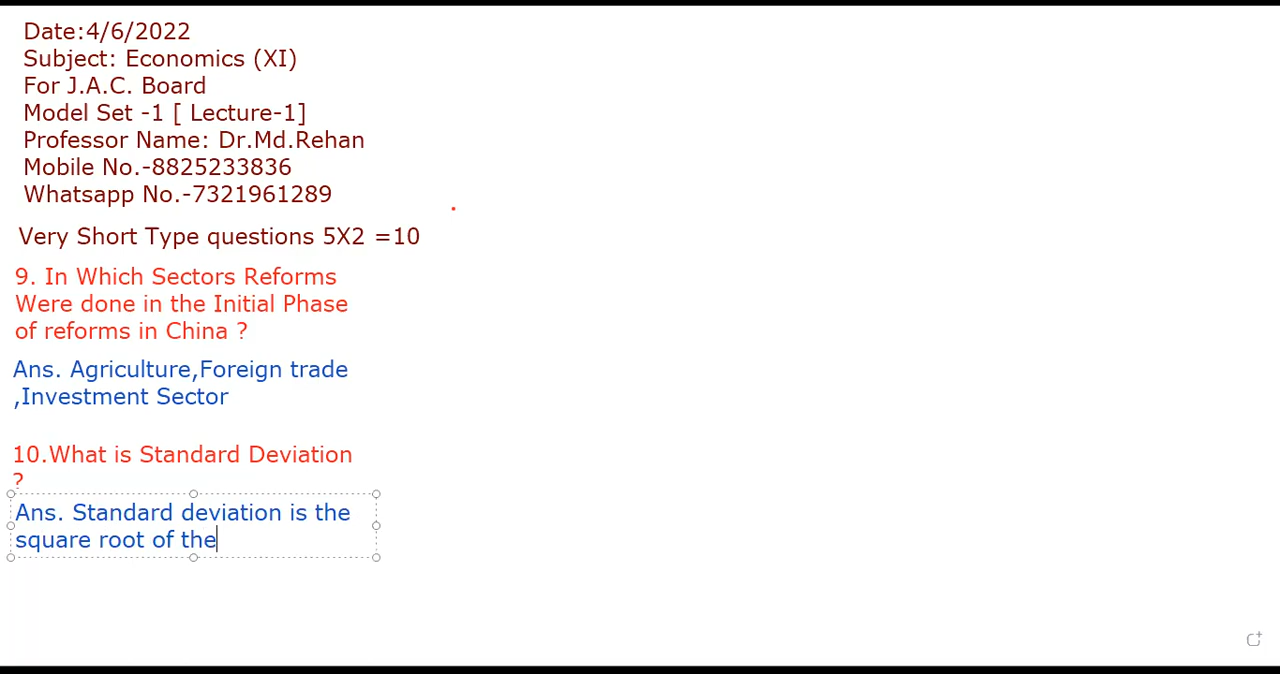 Date:4/6/2022
Subject: Economics (XI)
For J.A.C. Board
Model Set -1 [ Lecture-1]
Professor Name: Dr.Md.Rehan
Mobile No.-8825233836
Whatsapp No.-7321961289
Very Short Type questions 5X2 =10
9. In Which Sectors Reforms
Were done in the Initial Phase
of reforms in China ?
Ans. Agriculture,Foreign trade
,Investment Sector
10.What is Standard Deviation
?
Ans. Standard deviation is the
square root of the